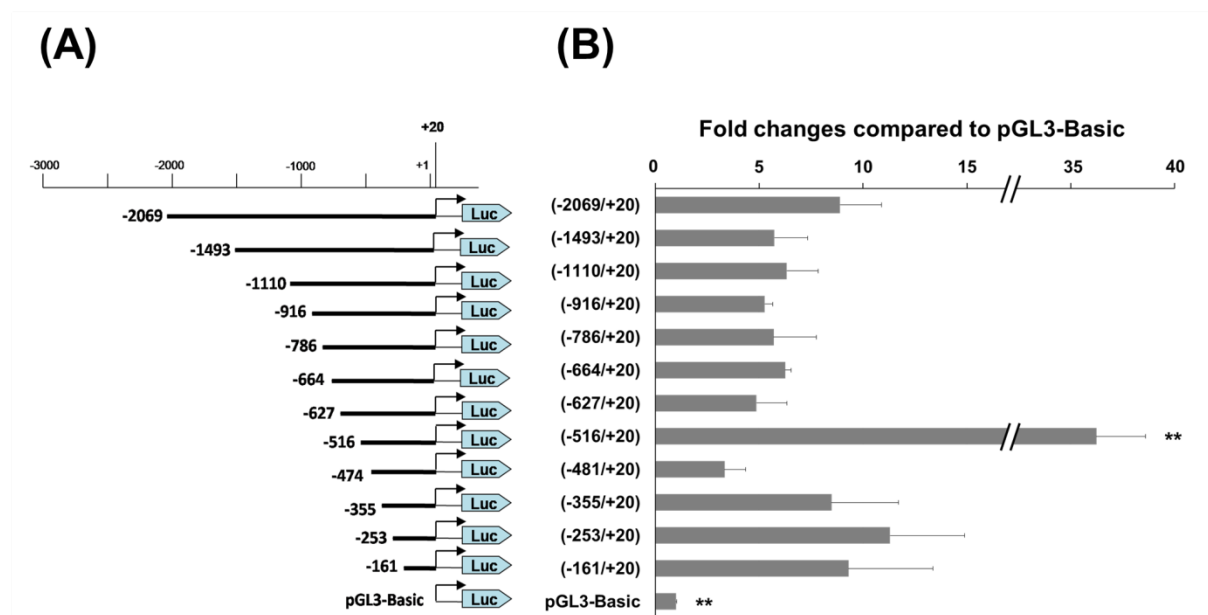 (A)
(B)
+20
Fold changes compared to pGL3-Basic
-3000 -2000 -1000 +1
0 5 10 15 35 40
-2069 Luc (-2069/+20)
-1493 Luc (-1493/+20)
-1110 Luc (-1110/+20)
-916 Luc (-916/+20)
-786 Luc (-786/+20)
-664 Luc (-664/+20)
-627 Luc (-627/+20)
-516 Luc (-516/+20) **
-474 Luc (-481/+20)
-355 Luc (-355/+20)
-253 Luc (-253/+20)
-161 Luc (-161/+20)
pGL3-Basic Luc pGL3-Basic **